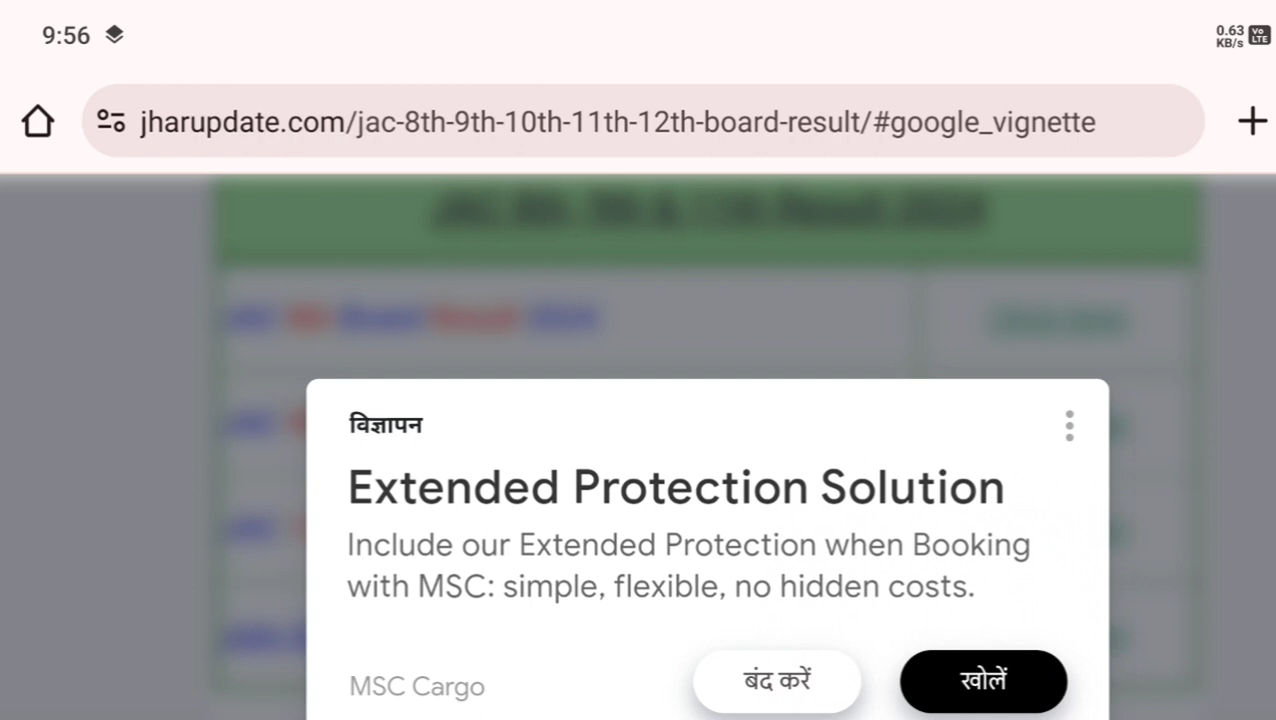 9:56
0.63
KB/s
Vo
LTE
jharupdate.com/jac-8th-9th-10th-11th-12th-board-result/#google_vignette
विज्ञापन
Extended Protection Solution
Include our Extended Protection when Booking
with MSC: simple, flexible, no hidden costs.
MSC Cargo
बंद करें
खोलें